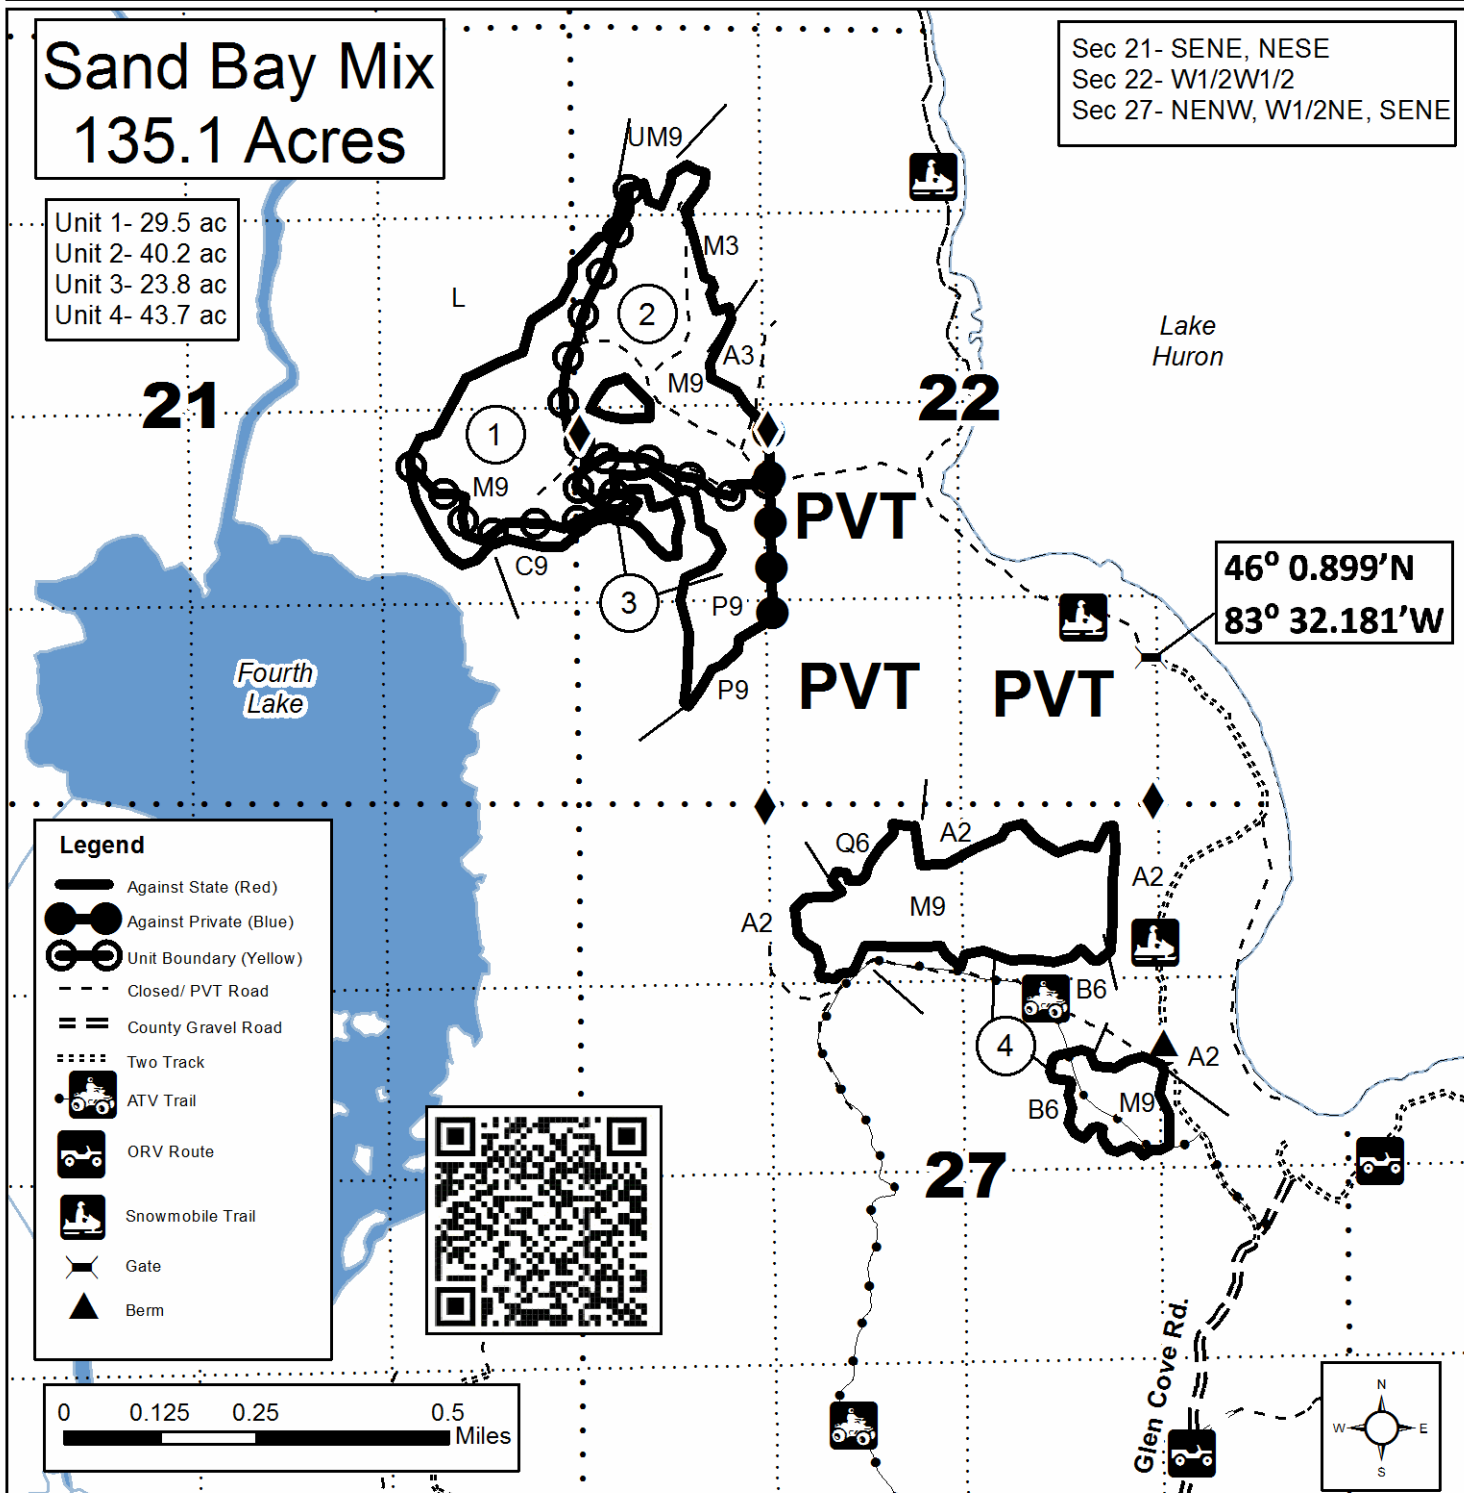 Sand Bay Mix
135.1 Acres
Sec 21- SENE, NESE
Sec 22- W1/2W1/2
Sec 27- NENW, W1/2NE, SENE
Unit 1- 29.5 ac
Unit 2- 40.2 ac
Unit 3- 23.8 ac
Unit 4- 43.7 ac
UM9
M3
L
2
Lake
Huron
A3
M9
21
22
1
M9
PVT
C9
46º 0.899’N
83º 32.181’W
3
P9
Fourth
Lake
PVT
PVT
P9
Q6
A2
A2
M9
A2
B6
4
A2
B6
M9
27
Legend
Against State (Red)
Against Private (Blue)
Unit Boundary (Yellow)
Closed/ PVT Road
County Gravel Road
Two Track
ATV Trail
ORV Route
Snowmobile Trail
Gate
Berm
Glen Cove Rd.
0 0.125 0.25 0.5
Miles
N
W E
S